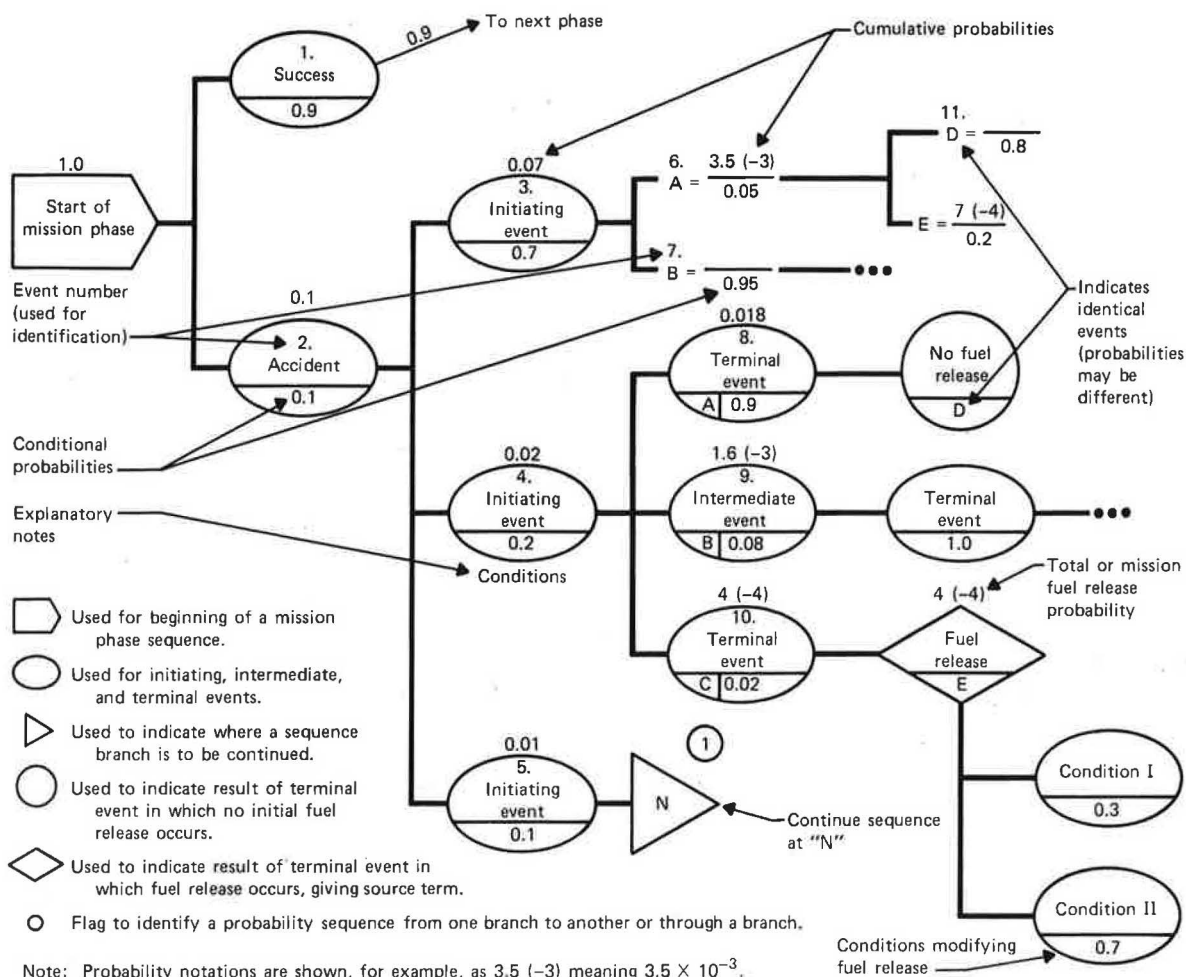 To next phase
0.9
Cumulative probabilities
1.
Success
0.9
11.
D =
0.8
1.0
Start of
mission phase
0.07
3.
Initiating
event
0.7
6.
A = 3.5 (−3)
0.05
E = 7 (−4)
0.2
7.
B =
0.95
•••
Event number
(used for
identification)
0.1
2.
Accident
0.1
Indicates
identical
events
(probabilities
may be
different)
0.018
8.
Terminal
event
A 0.9
No fuel
release
D
Conditional
probabilities
0.02
4.
Initiating
event
0.2
1.6 (−3)
9.
Intermediate
event
B 0.08
Terminal
event
1.0
•••
Explanatory
notes
Conditions
Total or mission
fuel release
probability
4 (−4)
10.
Terminal
event
C 0.02
4 (−4)
Fuel
release
E
Used for beginning of a mission
phase sequence.
Used for initiating, intermediate,
and terminal events.
Used to indicate where a sequence
branch is to be continued.
Used to indicate result of terminal
event in which no initial fuel
release occurs.
Used to indicate result of terminal event in
which fuel release occurs, giving source term.
Flag to identify a probability sequence from one branch to another or through a branch.
0.01
5.
Initiating
event
0.1
1
N
Continue sequence
at "N"
Condition I
0.3
Condition II
0.7
Conditions modifying
fuel release
Note: Probability notations are shown, for example, as 3.5 (−3) meaning 3.5 × 10⁻³.